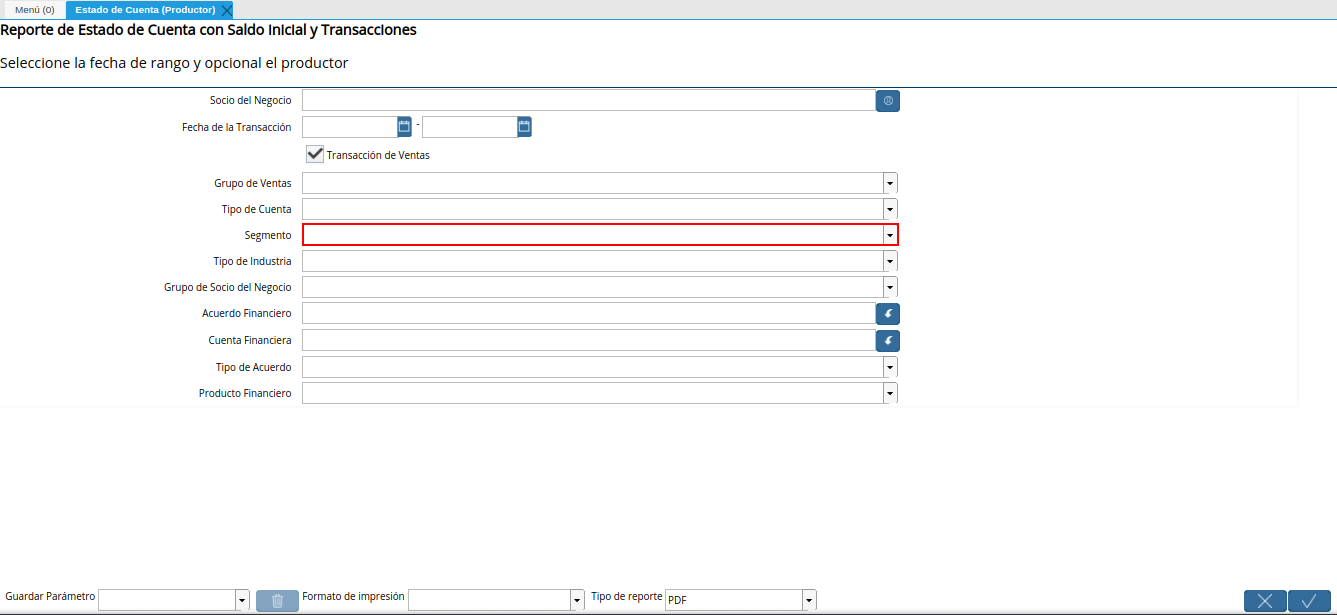 Menú (0) Estado de Cuenta (Productor)
Reporte de Estado de Cuenta con Saldo Inicial y Transacciones
Seleccione la fecha de rango y opcional el productor
Socio del Negocio
Fecha de la Transacción -
Transacción de Ventas
Grupo de Ventas
Tipo de Cuenta
Segmento
Tipo de Industria
Grupo de Socio del Negocio
Acuerdo Financiero
Cuenta Financiera
Tipo de Acuerdo
Producto Financiero
Guardar Parámetro Formato de impresión Tipo de reporte PDF